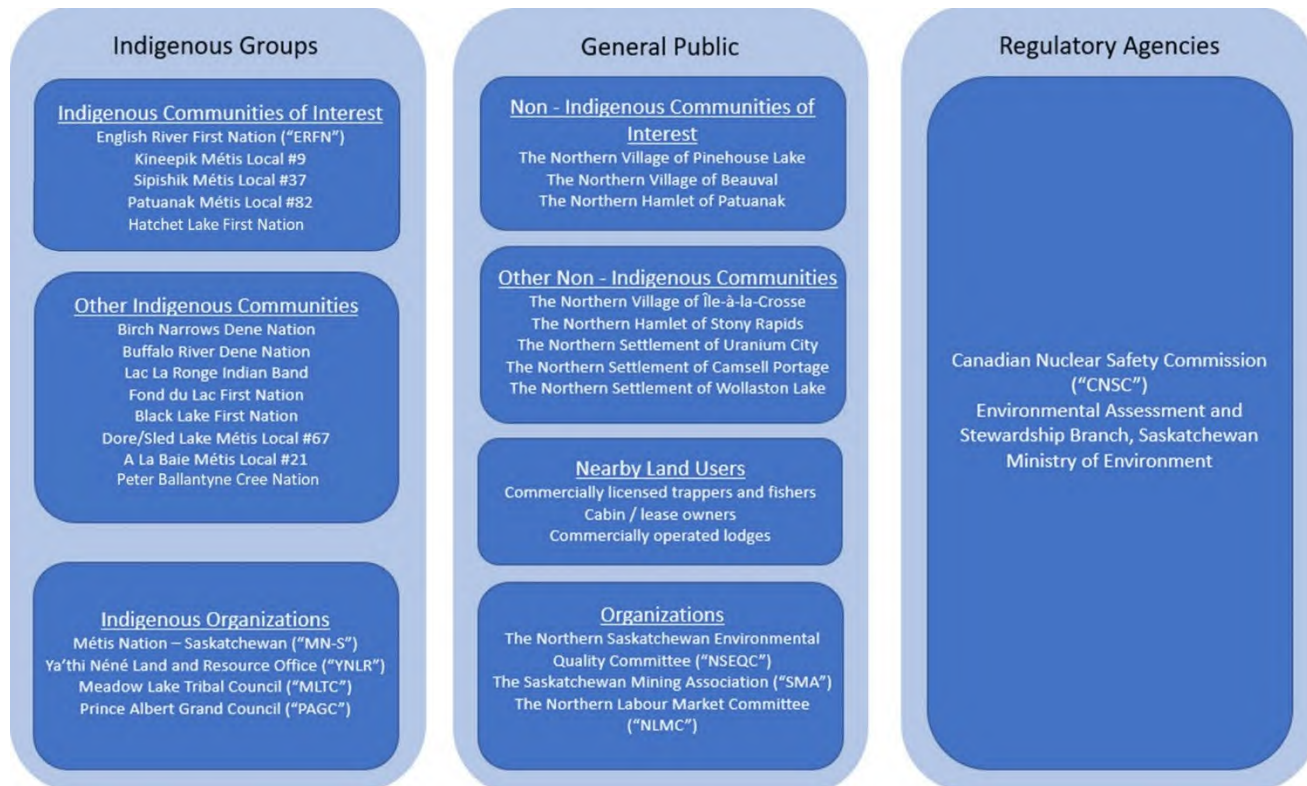 Indigenous Groups
Indigenous Communities of Interest
English River First Nation (“ERFN”)
Kineepik Métis Local #9
Sipishik Métis Local #37
Patuanak Métis Local #82
Hatchet Lake First Nation
Other Indigenous Communities
Birch Narrows Dene Nation
Buffalo River Dene Nation
Lac La Ronge Indian Band
Fond du Lac First Nation
Black Lake First Nation
Dore/Sled Lake Métis Local #67
A La Baie Métis Local #21
Peter Ballantyne Cree Nation
Indigenous Organizations
Métis Nation – Saskatchewan (“MN-S”)
Ya’thi Néné Land and Resource Office (“YNLR”)
Meadow Lake Tribal Council (“MLTC”)
Prince Albert Grand Council (“PAGC”)
General Public
Non - Indigenous Communities of
Interest
The Northern Village of Pinehouse Lake
The Northern Village of Beauval
The Northern Hamlet of Patuanak
Other Non - Indigenous Communities
The Northern Village of Île-à-la-Crosse
The Northern Hamlet of Stony Rapids
The Northern Settlement of Uranium City
The Northern Settlement of Camsell Portage
The Northern Settlement of Wollaston Lake
Nearby Land Users
Commercially licensed trappers and fishers
Cabin / lease owners
Commercially operated lodges
Organizations
The Northern Saskatchewan Environmental
Quality Committee (“NSEQC”)
The Saskatchewan Mining Association (“SMA”)
The Northern Labour Market Committee
(“NLMC”)
Regulatory Agencies
Canadian Nuclear Safety Commission
(“CNSC”)
Environmental Assessment and
Stewardship Branch, Saskatchewan
Ministry of Environment